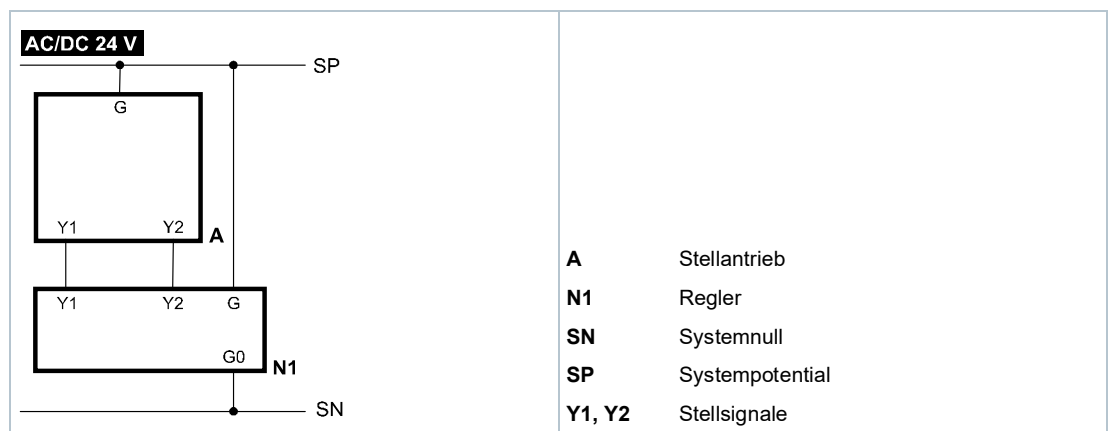 AC/DC 24 V
SP
G
Y1 Y2
A
Y1 Y2 G
G0
N1
SN
A Stellantrieb
N1 Regler
SN Systemnull
SP Systempotential
Y1, Y2 Stellsignale